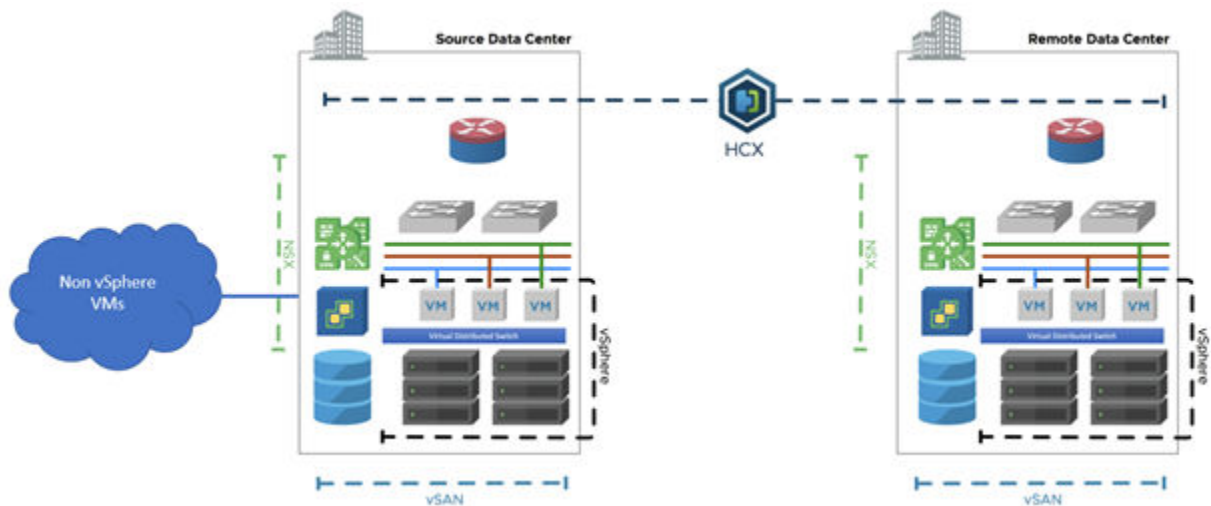 Source Data Center
Remote Data Center
HCX
NSX
NSX
Non vSphere
VMs
VM
VM
VM
VM
VM
VM
Virtual Distributed Switch
Virtual Distributed Switch
vSphere
vSphere
vSAN
vSAN